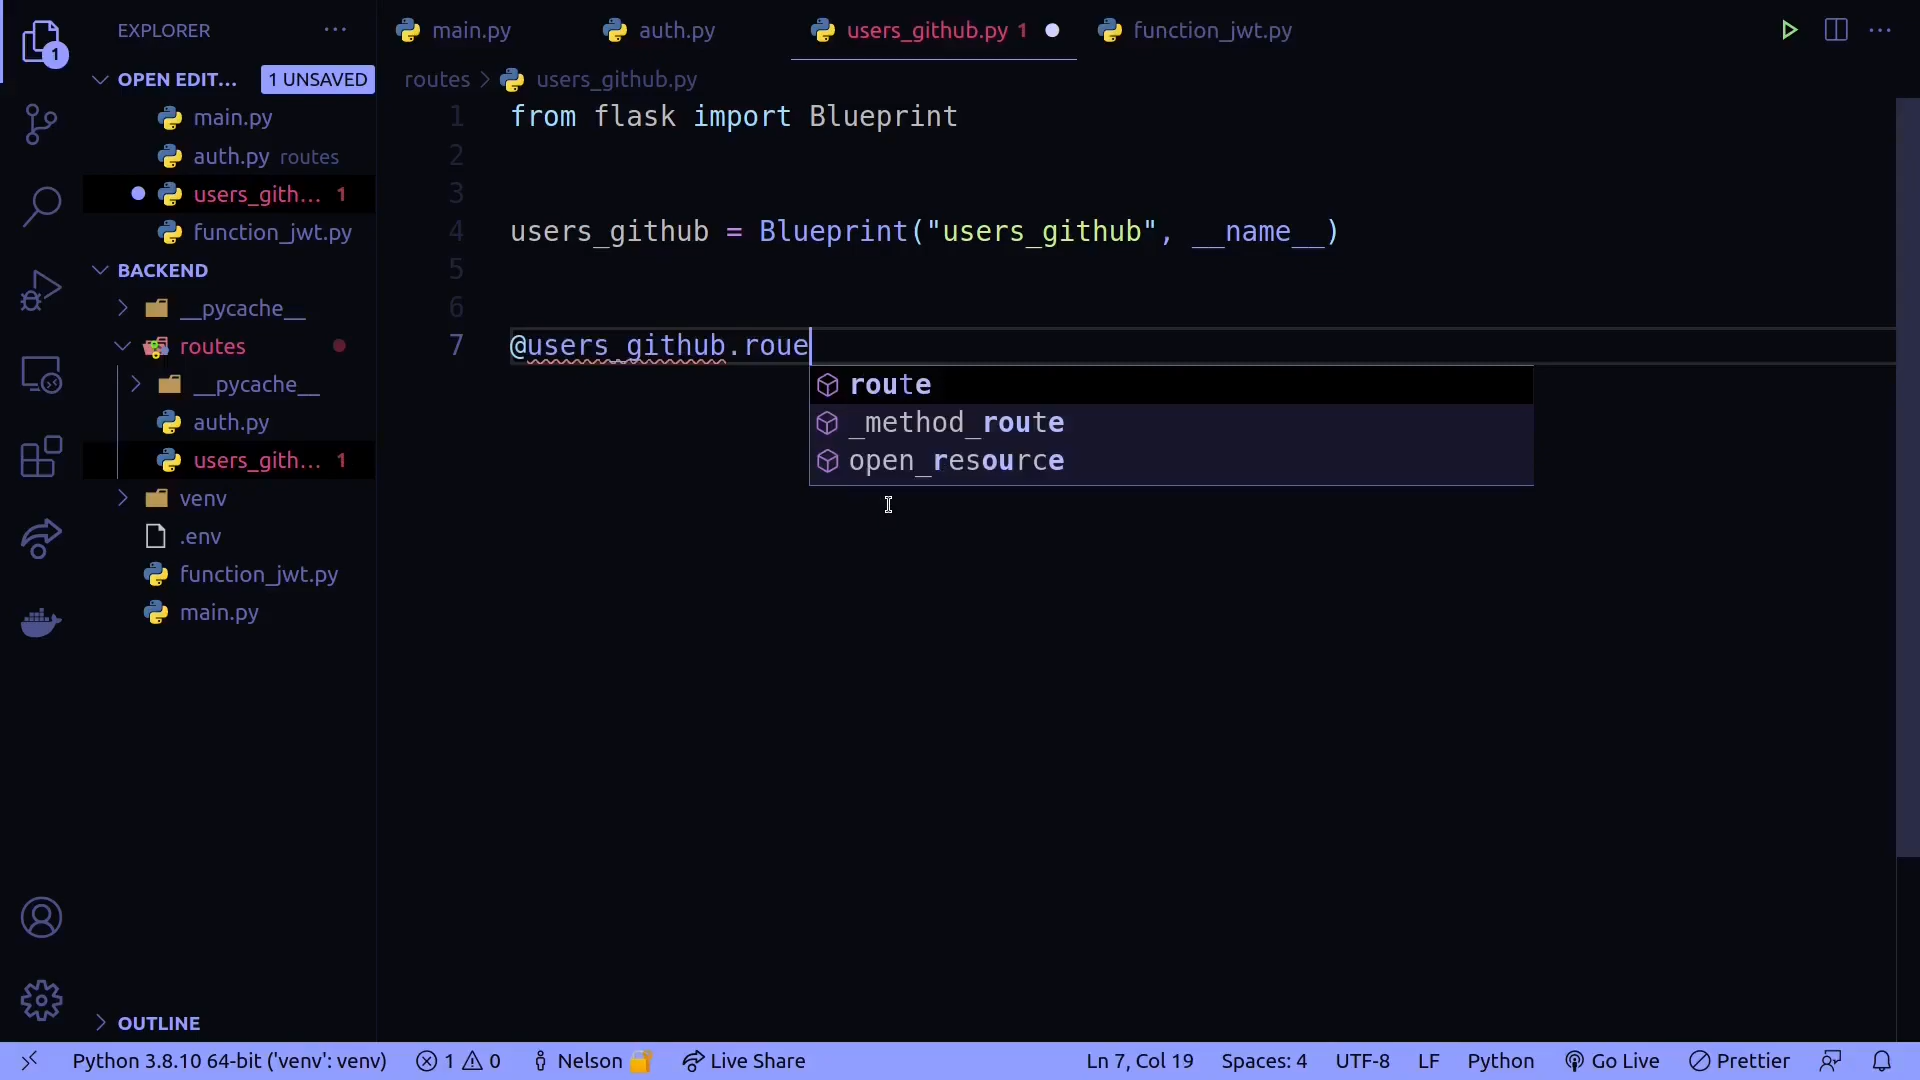 EXPLORER
main.py
auth.py
users_github.py 1
function_jwt.py
1
OPEN EDIT...
1 UNSAVED
main.py
auth.py routes
users_gith... 1
function_jwt.py
BACKEND
__pycache__
routes
__pycache__
auth.py
users_gith... 1
venv
.env
function_jwt.py
main.py
OUTLINE
routes > users_github.py
1 from flask import Blueprint
2
3
4 users_github = Blueprint("users_github", __name__)
5
6
7 @users_github.roue
route
_method_route
open_resource
Python 3.8.10 64-bit ('venv': venv) 1 0 Nelson Live Share Ln 7, Col 19 Spaces: 4 UTF-8 LF Python Go Live Prettier